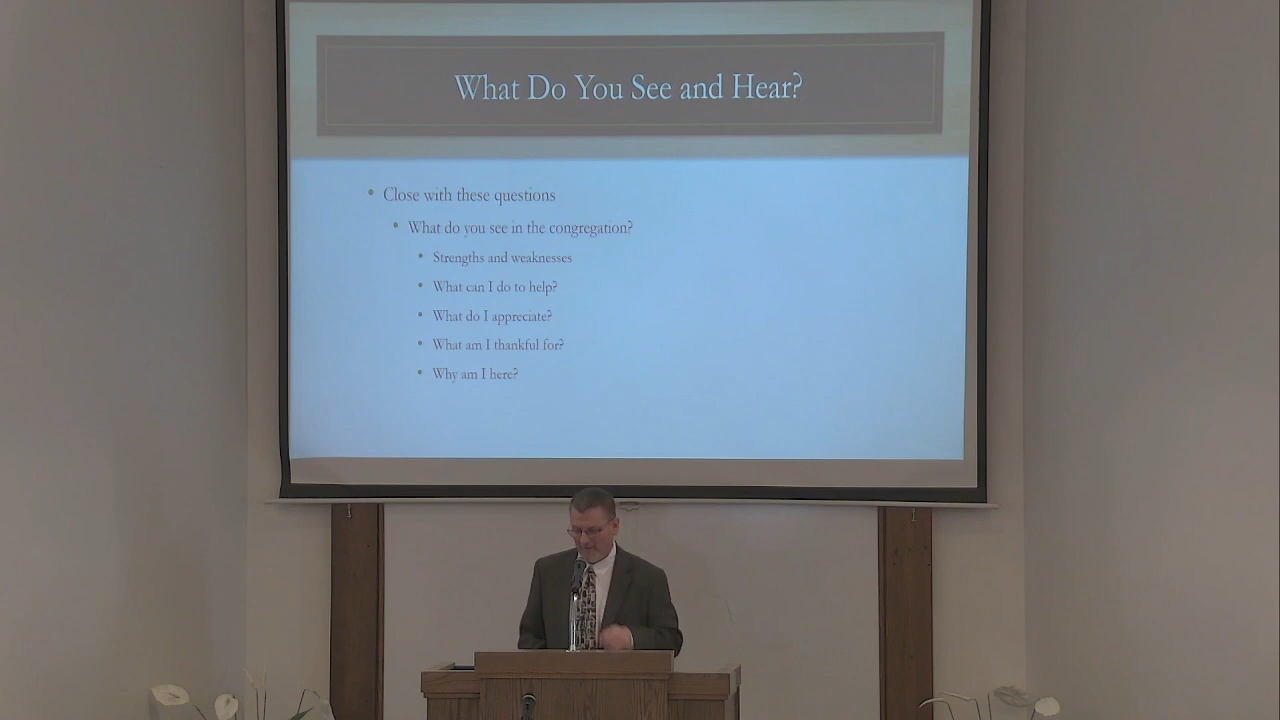 What Do You See and Hear?
• Close with these questions
• What do you see in the congregation?
• Strengths and weaknesses
• What can I do to help?
• What do I appreciate?
• What am I thankful for?
• Why am I here?